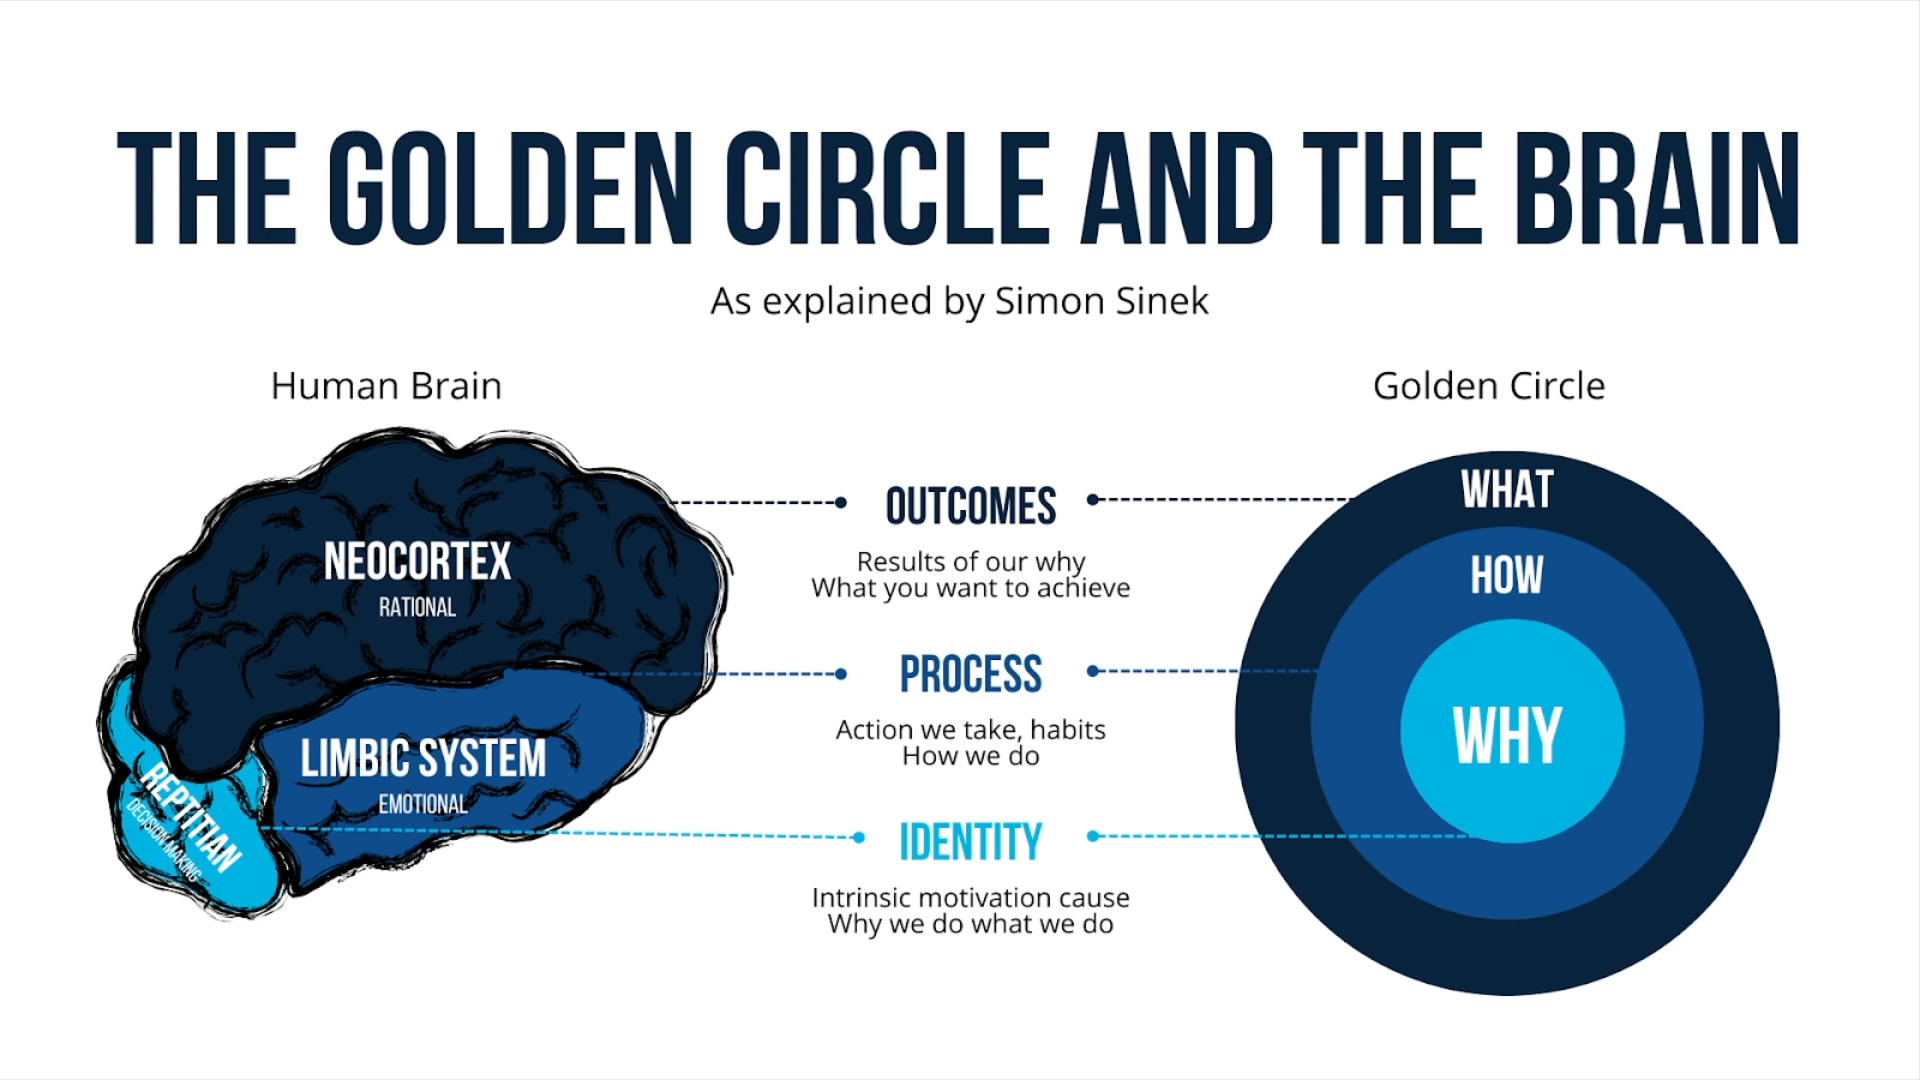 THE GOLDEN CIRCLE AND THE BRAIN
As explained by Simon Sinek
Human Brain
Golden Circle
NEOCORTEX
RATIONAL
LIMBIC SYSTEM
EMOTIONAL
REPTITIAN
DECISION MAKING
OUTCOMES
Results of our why
What you want to achieve
PROCESS
Action we take, habits
How we do
IDENTITY
Intrinsic motivation cause
Why we do what we do
WHAT
HOW
WHY